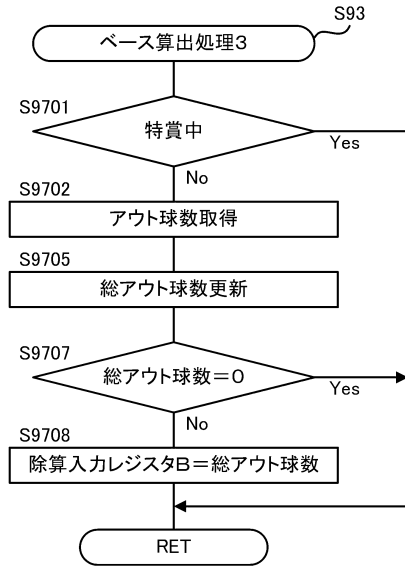 S93
ベース算出処理3
S9701
特賞中
Yes
No
S9702
アウト球数取得
S9705
総アウト球数更新
S9707
総アウト球数=0
Yes
No
S9708
除算入力レジスタB=総アウト球数
RET